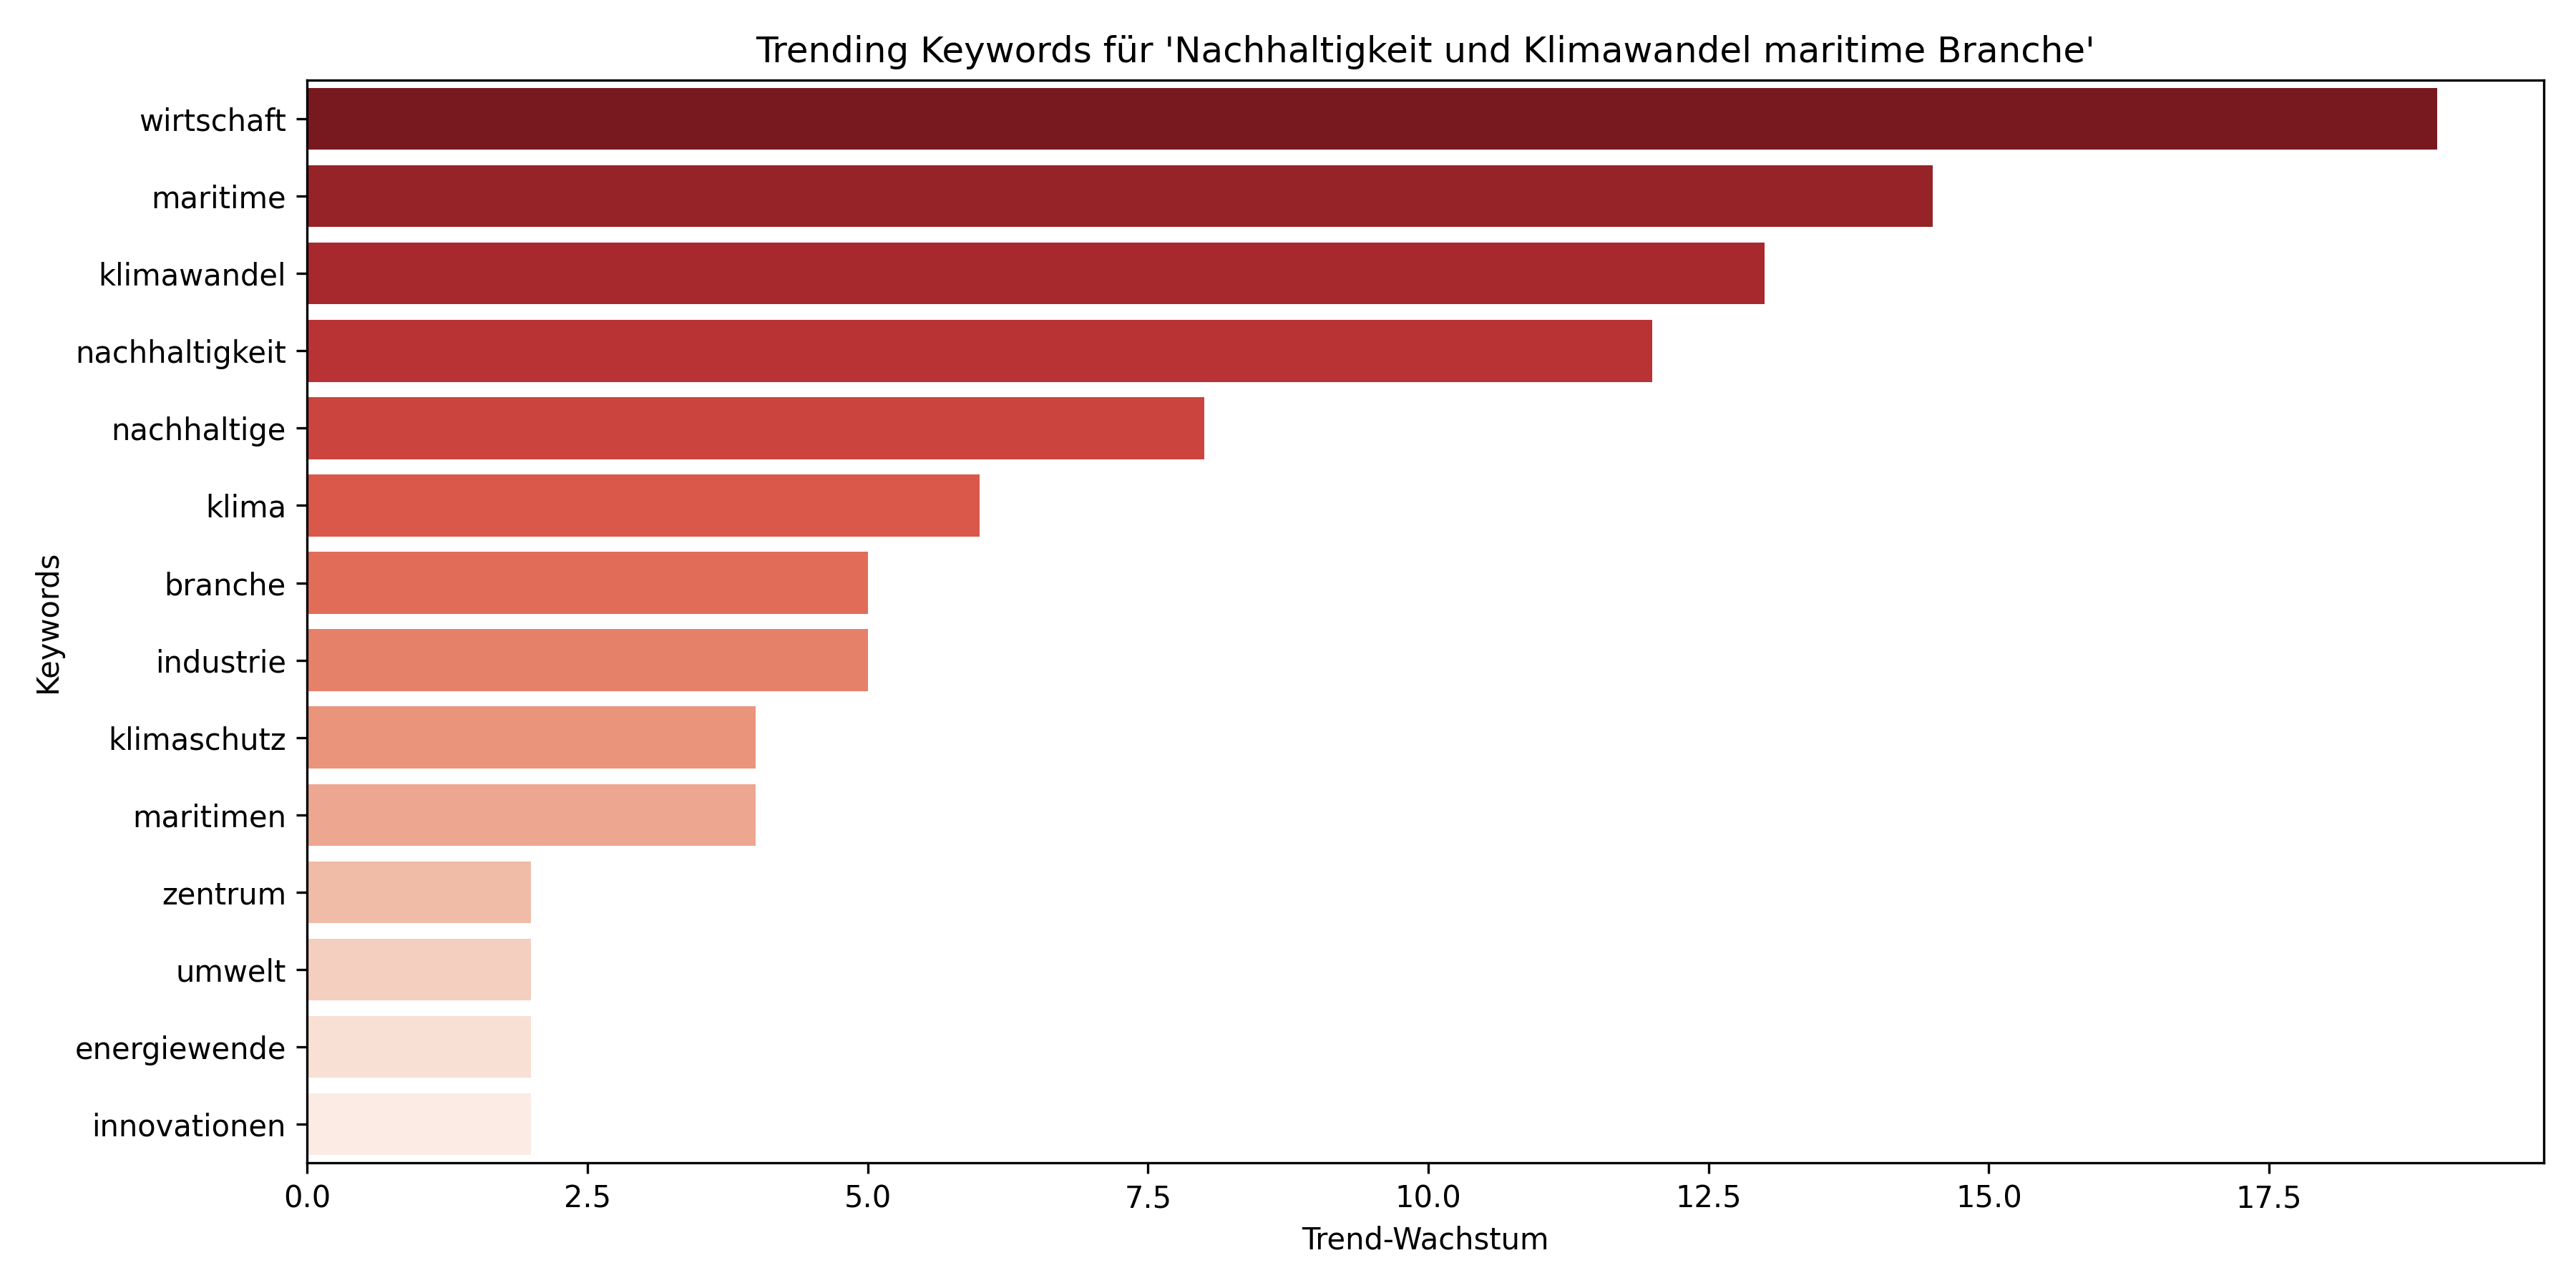 Trending Keywords für 'Nachhaltigkeit und Klimawandel maritime Branche'
Keywords
wirtschaft
maritime
klimawandel
nachhaltigkeit
nachhaltige
klima
branche
industrie
klimaschutz
maritimen
zentrum
umwelt
energiewende
innovationen
0.0 2.5 5.0 7.5 10.0 12.5 15.0 17.5
Trend-Wachstum